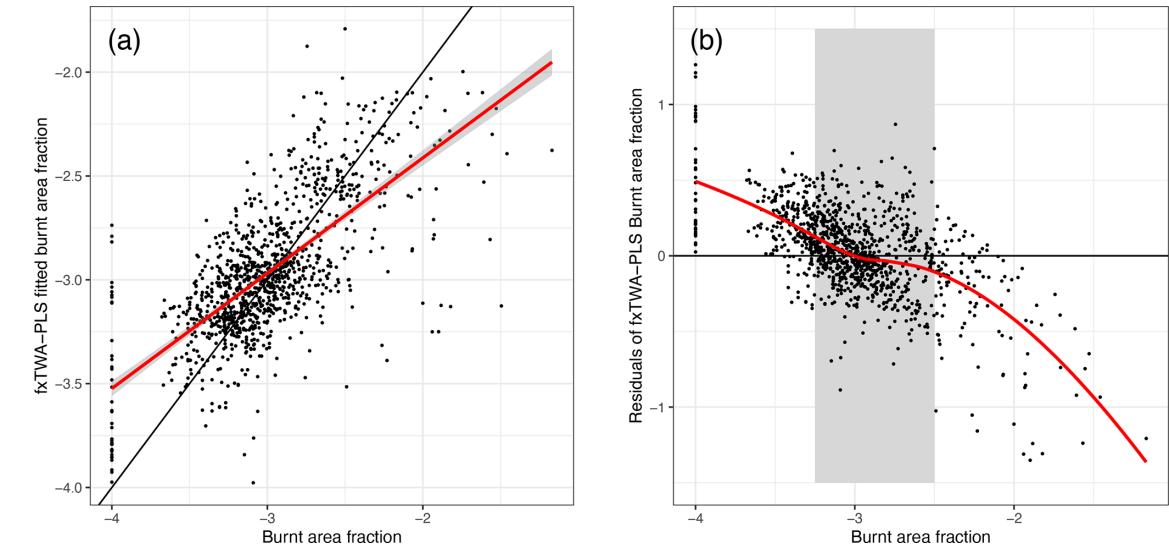 (a)
fxTWA−PLS fitted burnt area fraction
−2.0
−2.5
−3.0
−3.5
−4.0
−4
−3
−2
Burnt area fraction
(b)
Residuals of fxTWA−PLS Burnt area fraction
1
0
−1
−4
−3
−2
Burnt area fraction